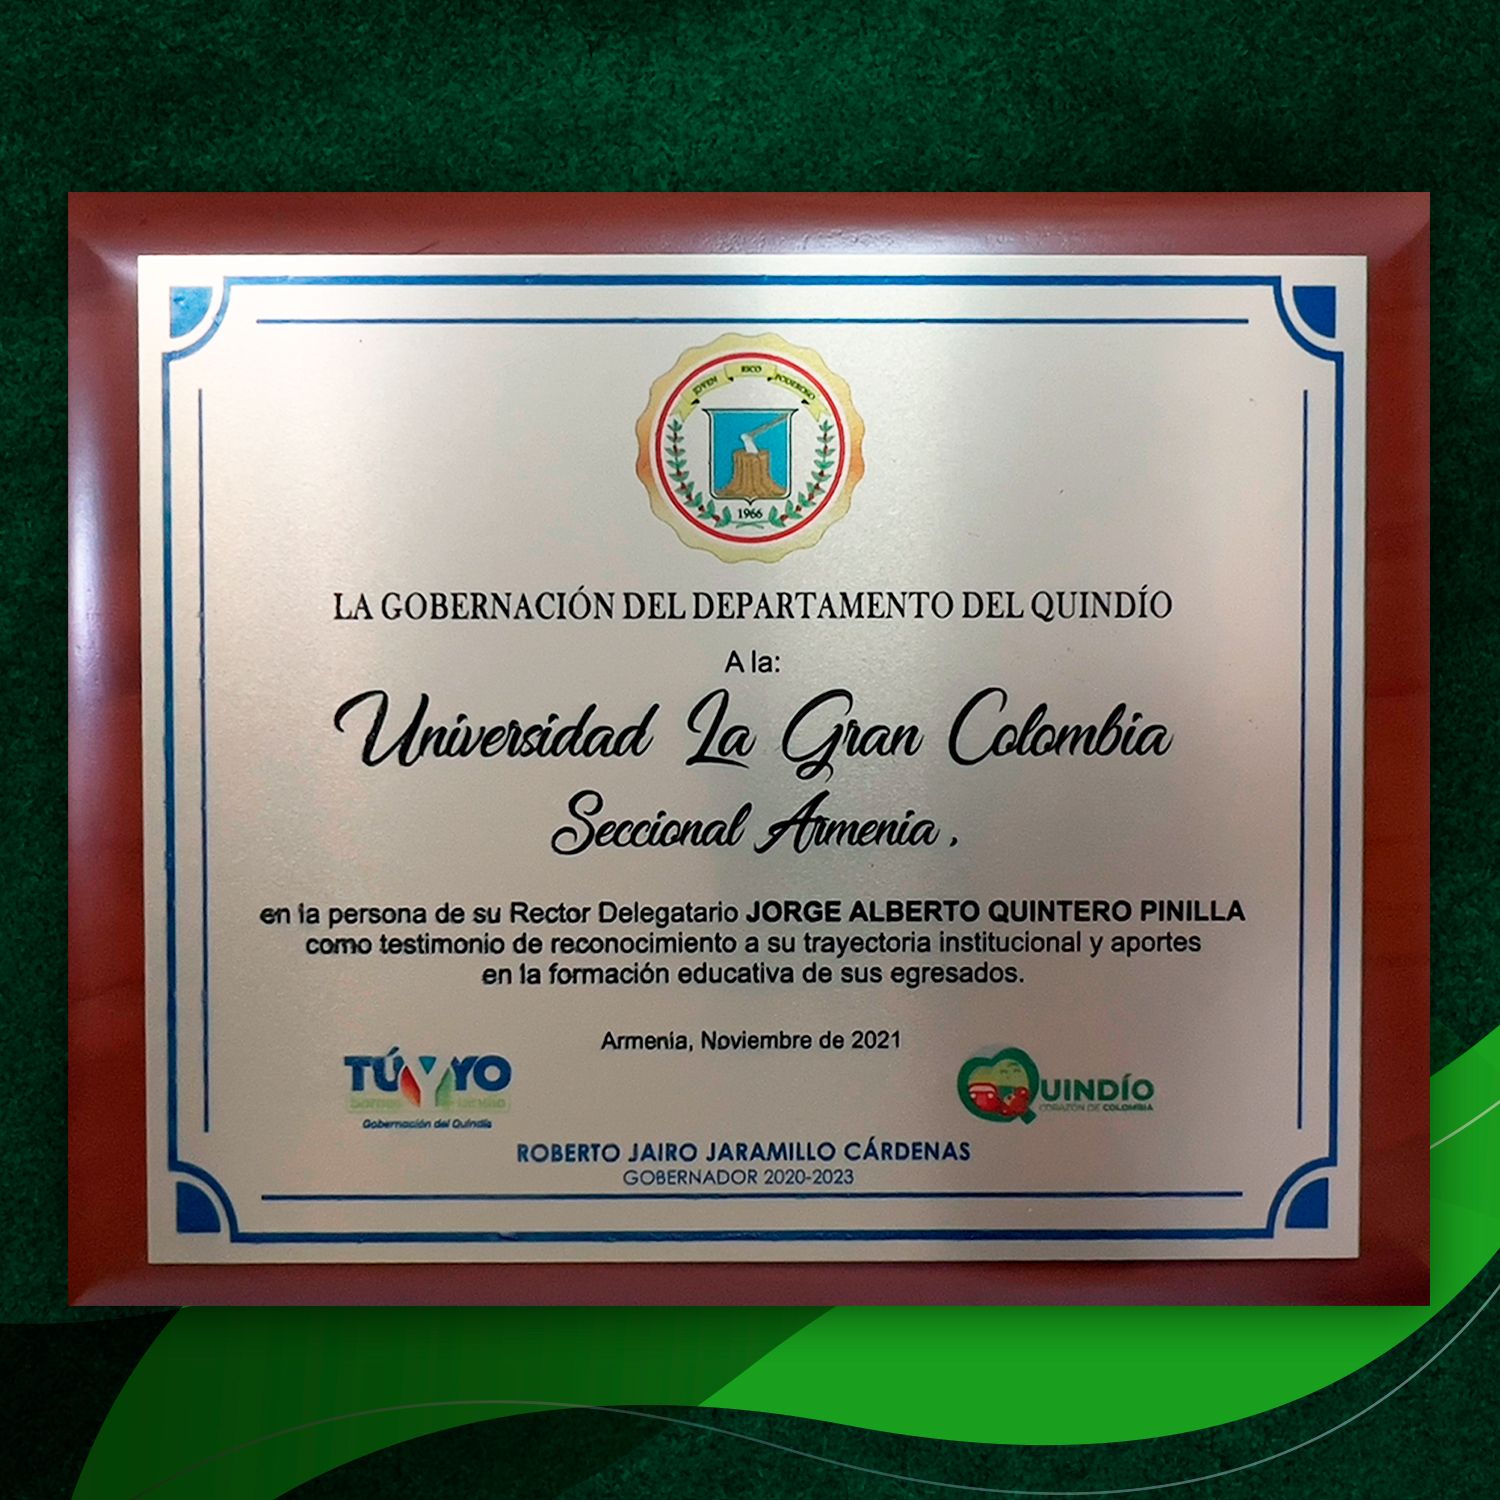 JOVEN RICO PODEROSO
1966
LA GOBERNACIÓN DEL DEPARTAMENTO DEL QUINDÍO
A la:
Universidad La Gran Colombia
Seccional Armenia ,
en la persona de su Rector Delegatario JORGE ALBERTO QUINTERO PINILLA
como testimonio de reconocimiento a su trayectoria institucional y aportes
en la formación educativa de sus egresados.
Armenia, Noviembre de 2021
TÚ Y YO
Gobernación del Quindío
QUINDÍO
CORAZÓN DE COLOMBIA
ROBERTO JAIRO JARAMILLO CÁRDENAS
GOBERNADOR 2020-2023